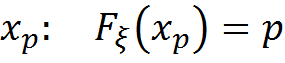 x_p: F_ξ(x_p) = p